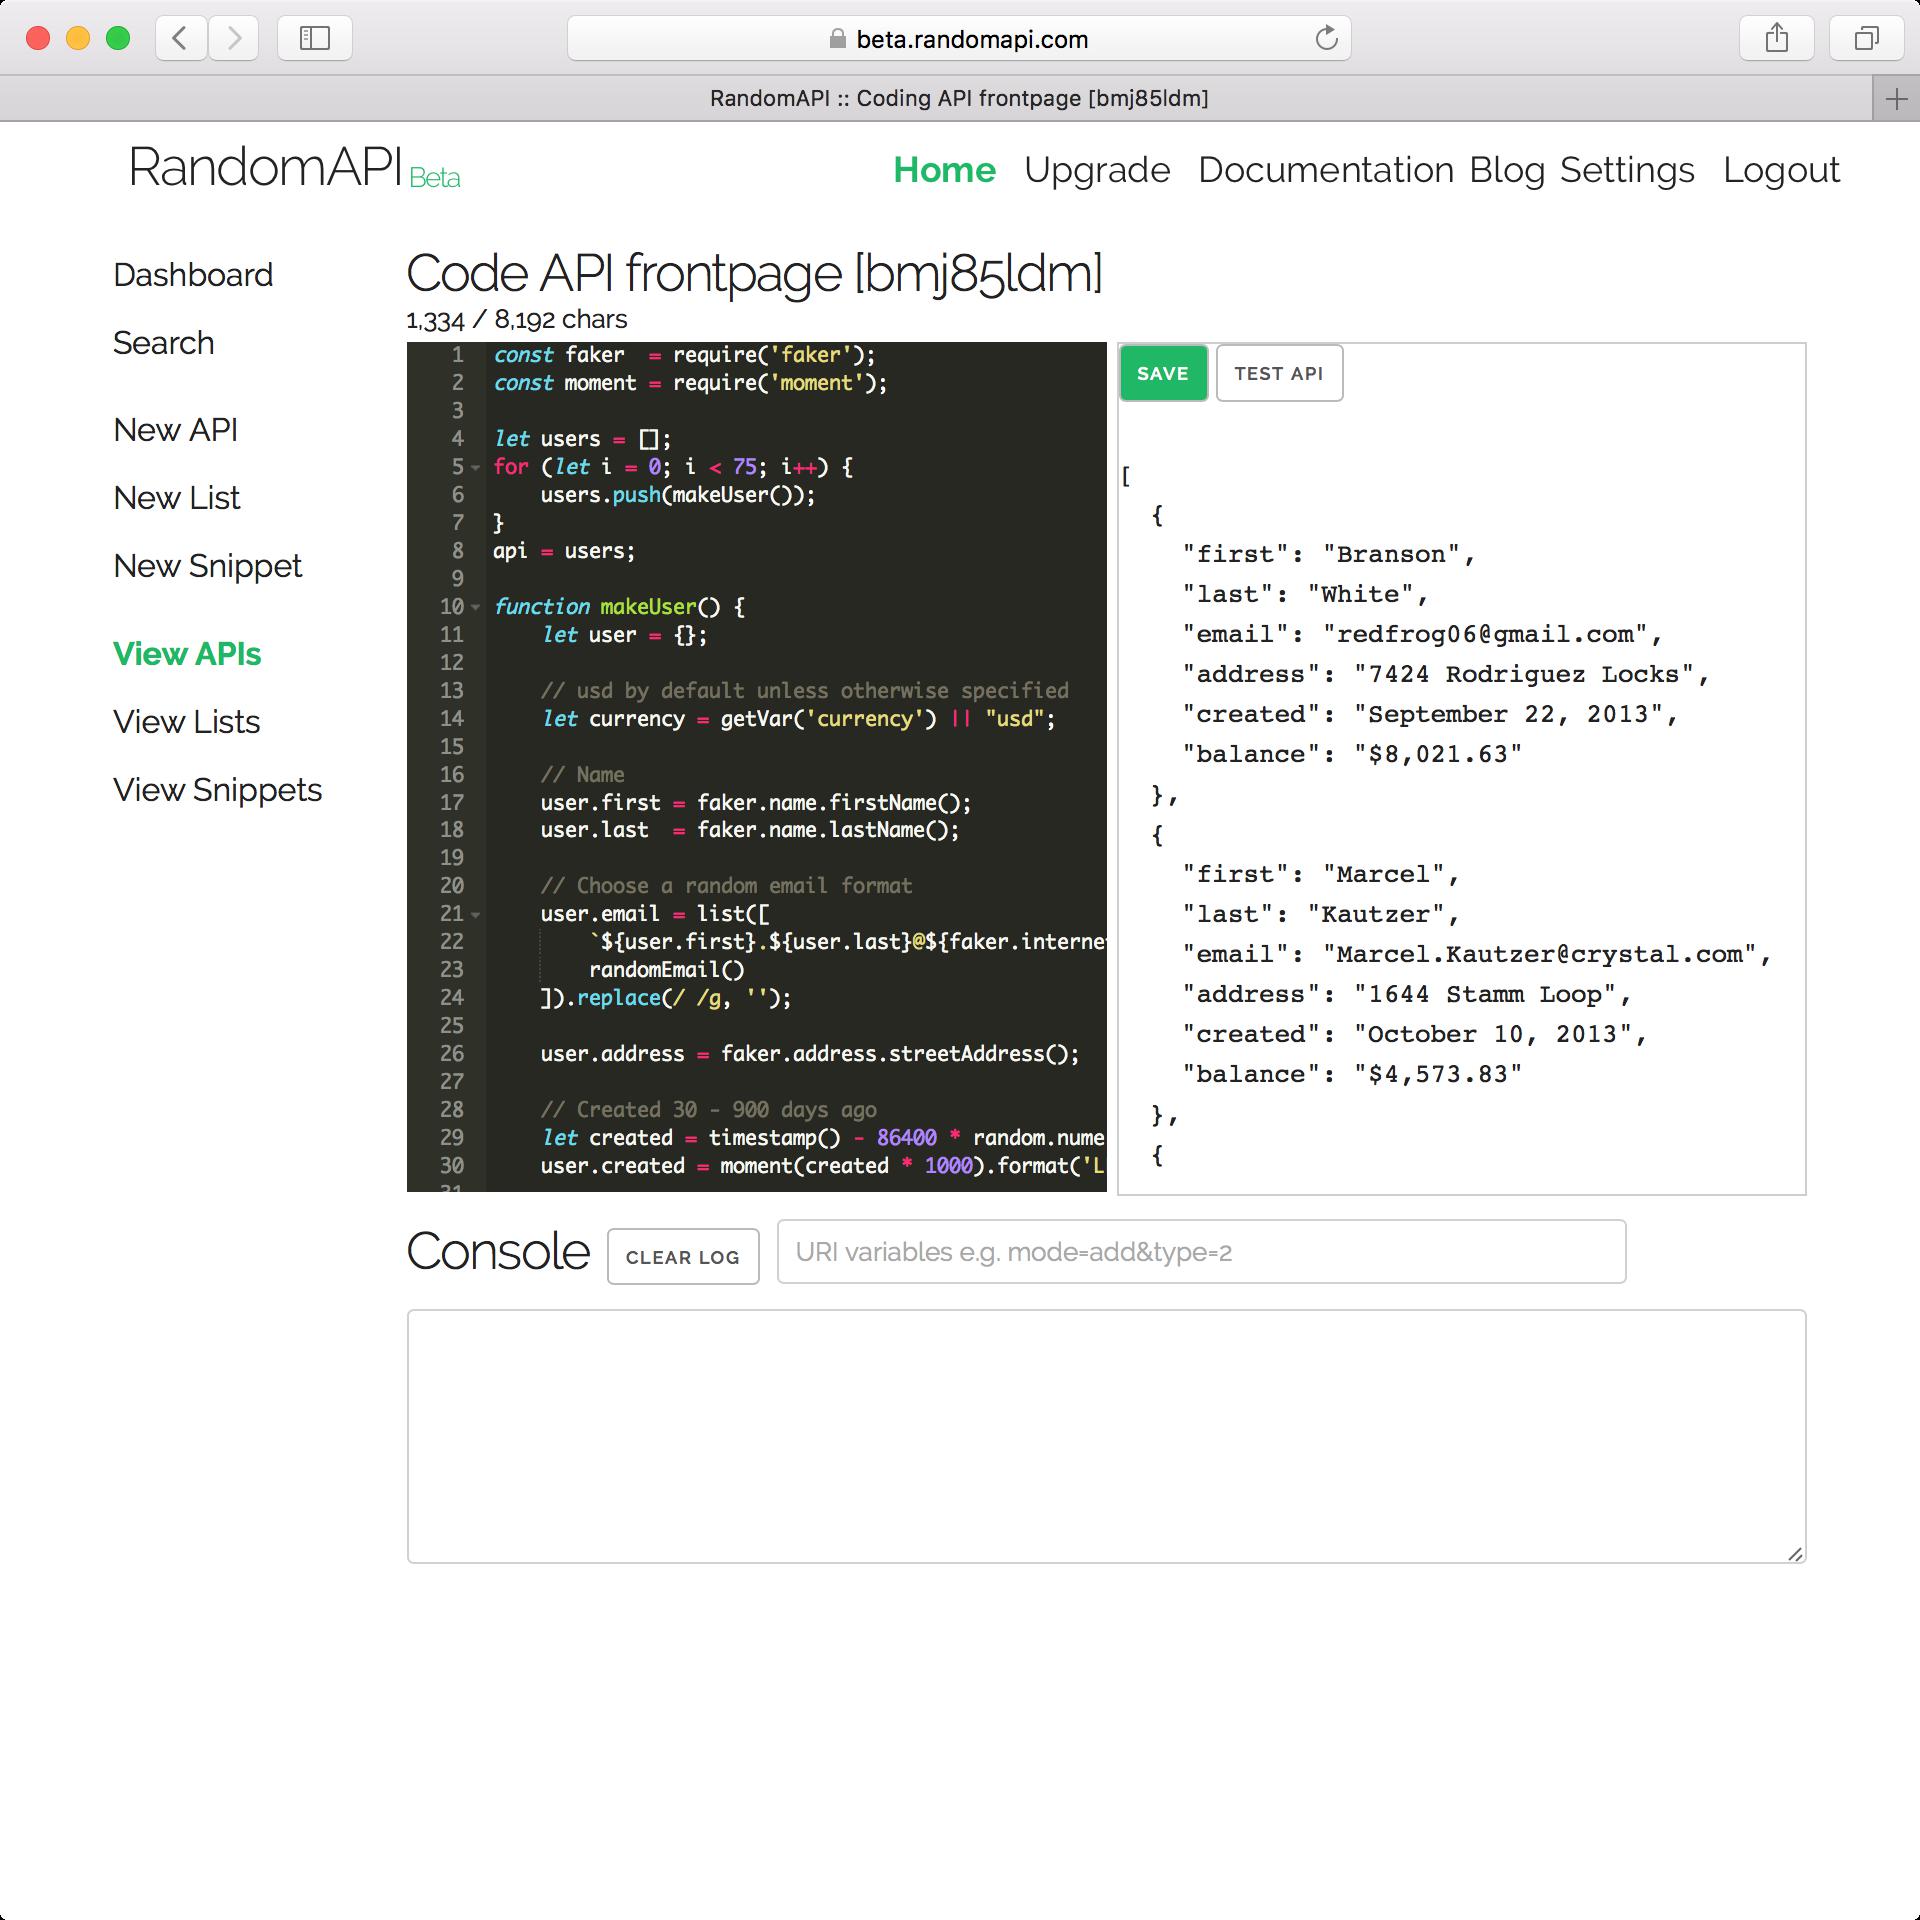 beta.randomapi.com
RandomAPI :: Coding API frontpage [bmj85ldm]
RandomAPI Beta
Home Upgrade Documentation Blog Settings Logout
Dashboard
Search
New API
New List
New Snippet
View APIs
View Lists
View Snippets
Code API frontpage [bmj85ldm]
1,334 / 8,192 chars
1 const faker  = require('faker');
2 const moment = require('moment');
3
4 let users = [];
5 for (let i = 0; i < 75; i++) {
6     users.push(makeUser());
7 }
8 api = users;
9
10 function makeUser() {
11     let user = {};
12
13     // usd by default unless otherwise specified
14     let currency = getVar('currency') || "usd";
15
16     // Name
17     user.first = faker.name.firstName();
18     user.last  = faker.name.lastName();
19
20     // Choose a random email format
21     user.email = list([
22         `${user.first}.${user.last}@${faker.interne
23         randomEmail()
24     ]).replace(/ /g, '');
25
26     user.address = faker.address.streetAddress();
27
28     // Created 30 - 900 days ago
29     let created = timestamp() - 86400 * random.nume
30     user.created = moment(created * 1000).format('L
31
SAVE TEST API
[
  {
    "first": "Branson",
    "last": "White",
    "email": "redfrog06@gmail.com",
    "address": "7424 Rodriguez Locks",
    "created": "September 22, 2013",
    "balance": "$8,021.63"
  },
  {
    "first": "Marcel",
    "last": "Kautzer",
    "email": "Marcel.Kautzer@crystal.com",
    "address": "1644 Stamm Loop",
    "created": "October 10, 2013",
    "balance": "$4,573.83"
  },
  {
Console CLEAR LOG URI variables e.g. mode=add&type=2